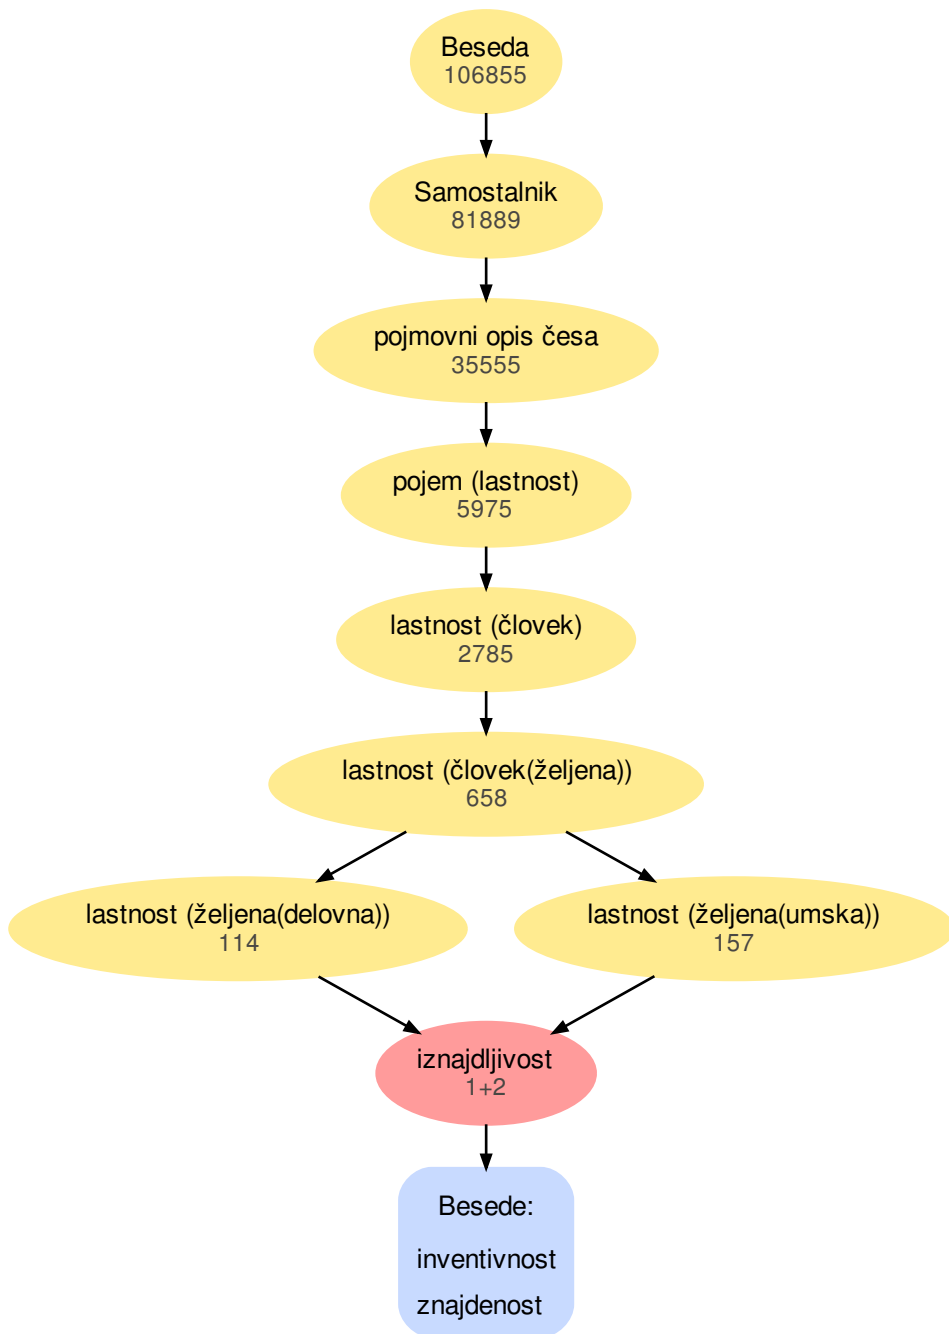 Beseda
106855
Samostalnik
81889
pojmovni opis česa
35555
pojem (lastnost)
5975
lastnost (človek)
2785
lastnost (človek(željena))
658
lastnost (željena(delovna))
114
lastnost (željena(umska))
157
iznajdljivost
1+2
Besede:
inventivnost
znajdenost